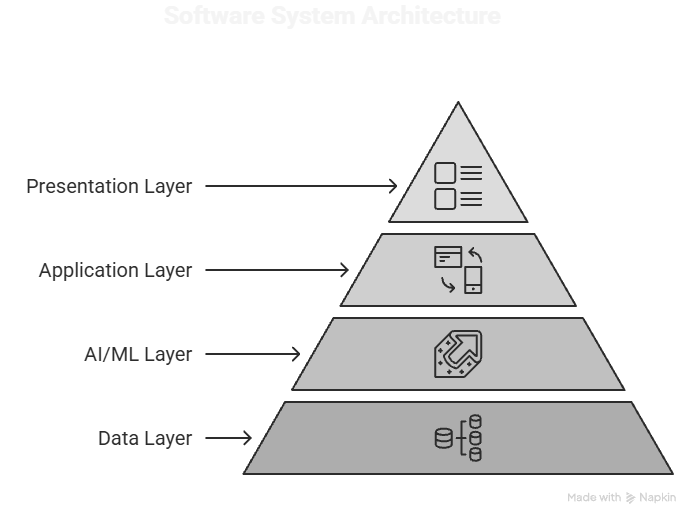 Software System Architecture
Presentation Layer
Application Layer
AI/ML Layer
Data Layer
Made with Napkin